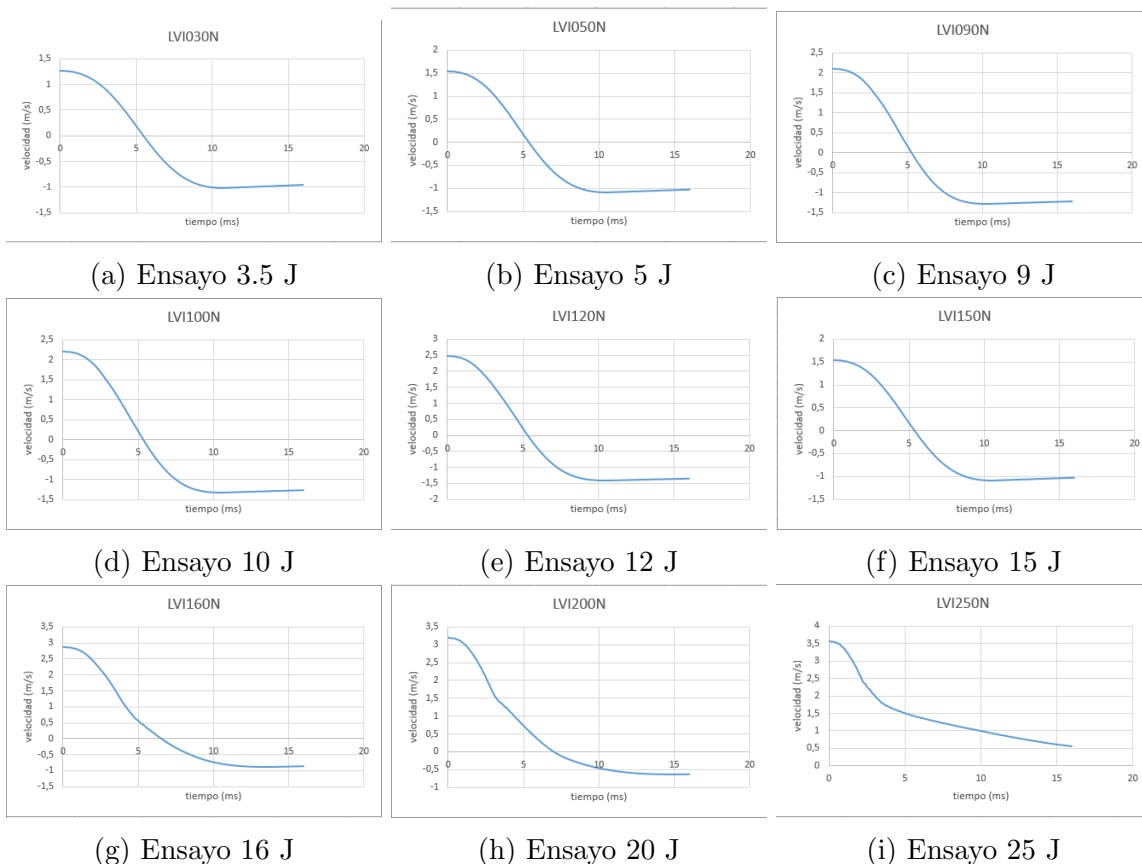 LVI030N
velocidad (m/s)
1,5
1
0,5
0
-0,5
-1
-1,5
0 5 10 15 20
tiempo (ms)
(a) Ensayo 3.5 J
LVI050N
velocidad (m/s)
2
1,5
1
0,5
0
-0,5
-1
-1,5
0 5 10 15 20
tiempo (ms)
(b) Ensayo 5 J
LVI090N
velocidad (m/s)
2,5
2
1,5
1
0,5
0
-0,5
-1
-1,5
0 5 10 15 20
tiempo (ms)
(c) Ensayo 9 J
LVI100N
velocidad (m/s)
2,5
2
1,5
1
0,5
0
-0,5
-1
-1,5
0 5 10 15 20
tiempo (ms)
(d) Ensayo 10 J
LVI120N
velocidad (m/s)
3
2,5
2
1,5
1
0,5
0
-0,5
-1
-1,5
-2
0 5 10 15 20
tiempo (ms)
(e) Ensayo 12 J
LVI150N
velocidad (m/s)
2
1,5
1
0,5
0
-0,5
-1
-1,5
0 5 10 15 20
tiempo (ms)
(f) Ensayo 15 J
LVI160N
velocidad (m/s)
3,5
3
2,5
2
1,5
1
0,5
0
-0,5
-1
-1,5
0 5 10 15 20
tiempo (ms)
(g) Ensayo 16 J
LVI200N
velocidad (m/s)
3,5
3
2,5
2
1,5
1
0,5
0
-0,5
-1
0 5 10 15 20
tiempo (ms)
(h) Ensayo 20 J
LVI250N
velocidad (m/s)
4
3,5
3
2,5
2
1,5
1
0,5
0
0 5 10 15 20
tiempo (ms)
(i) Ensayo 25 J